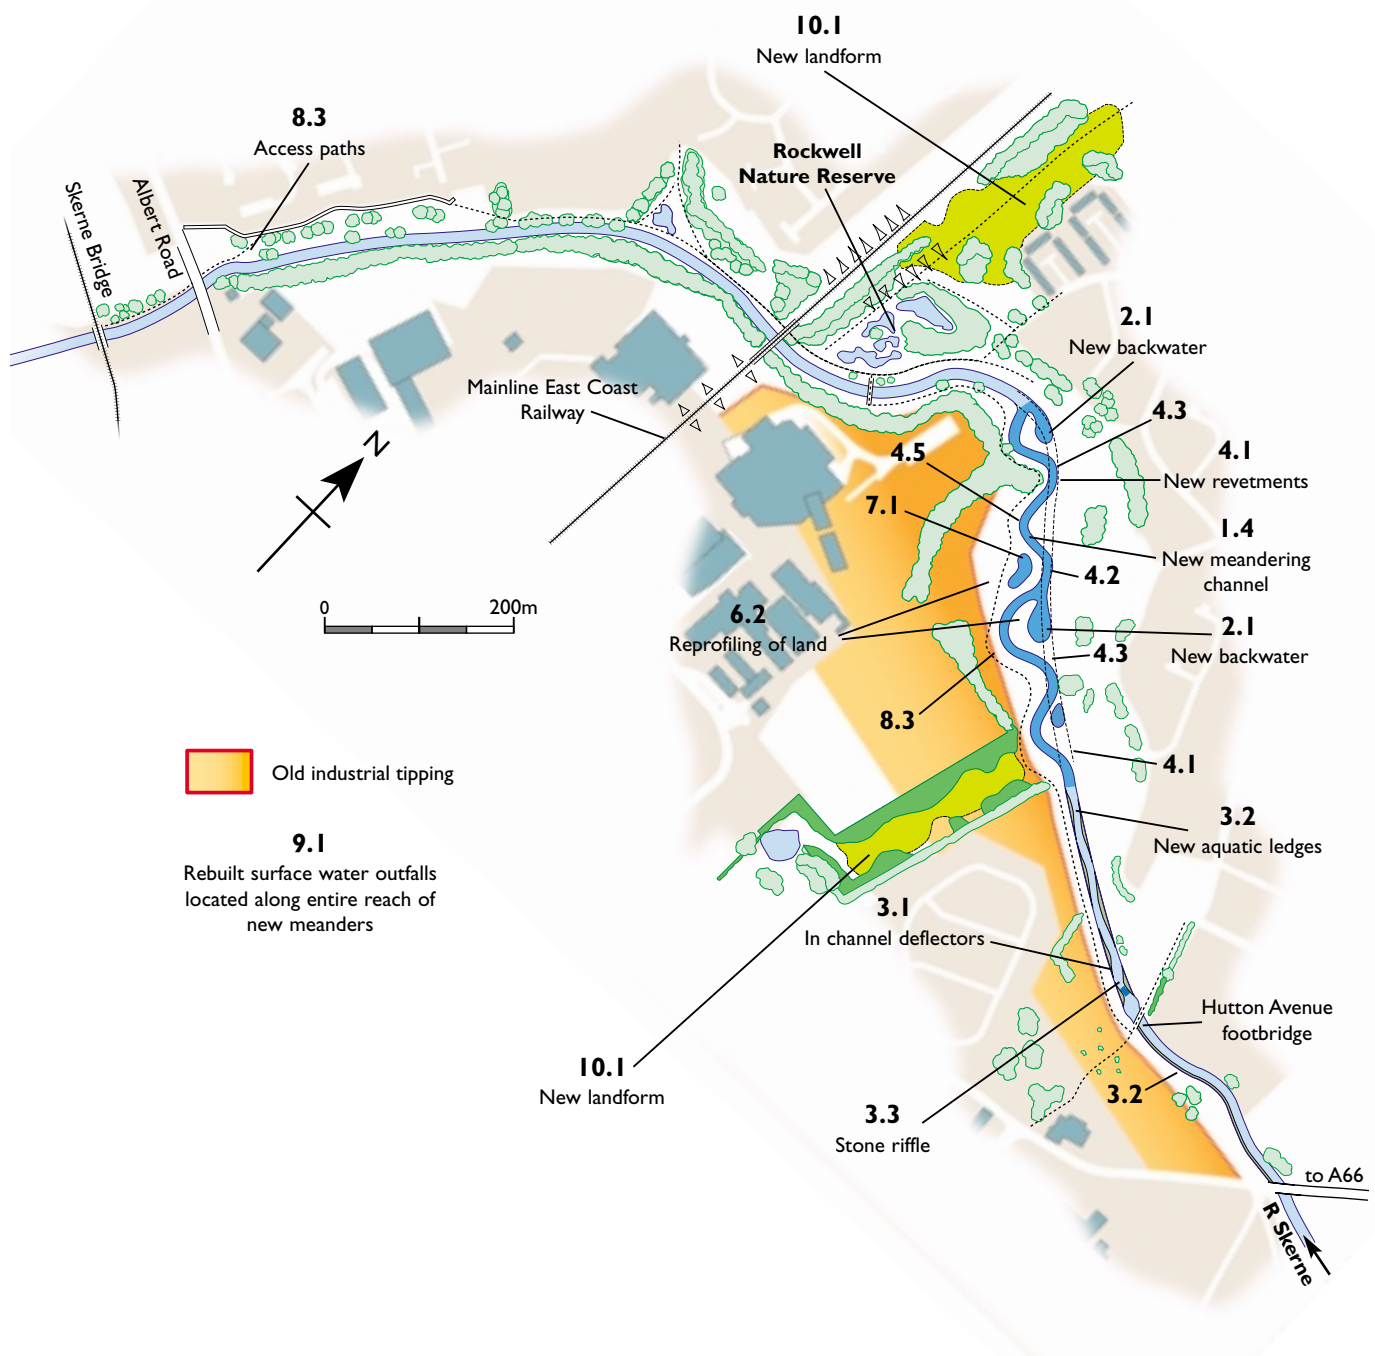 10.1
New landform
8.3
Access paths
Rockwell
Nature Reserve
Skerne Bridge
Albert Road
2.1
New backwater
Mainline East Coast
Railway
4.3
N
4.5
4.1
New revetments
7.1
1.4
New meandering
channel
4.2
0
200m
6.2
Reprofiling of land
2.1
New backwater
4.3
8.3
4.1
Old industrial tipping
3.2
New aquatic ledges
9.1
Rebuilt surface water outfalls
located along entire reach of
new meanders
3.1
In channel deflectors
Hutton Avenue
footbridge
10.1
New landform
3.2
3.3
Stone riffle
to A66
R Skerne